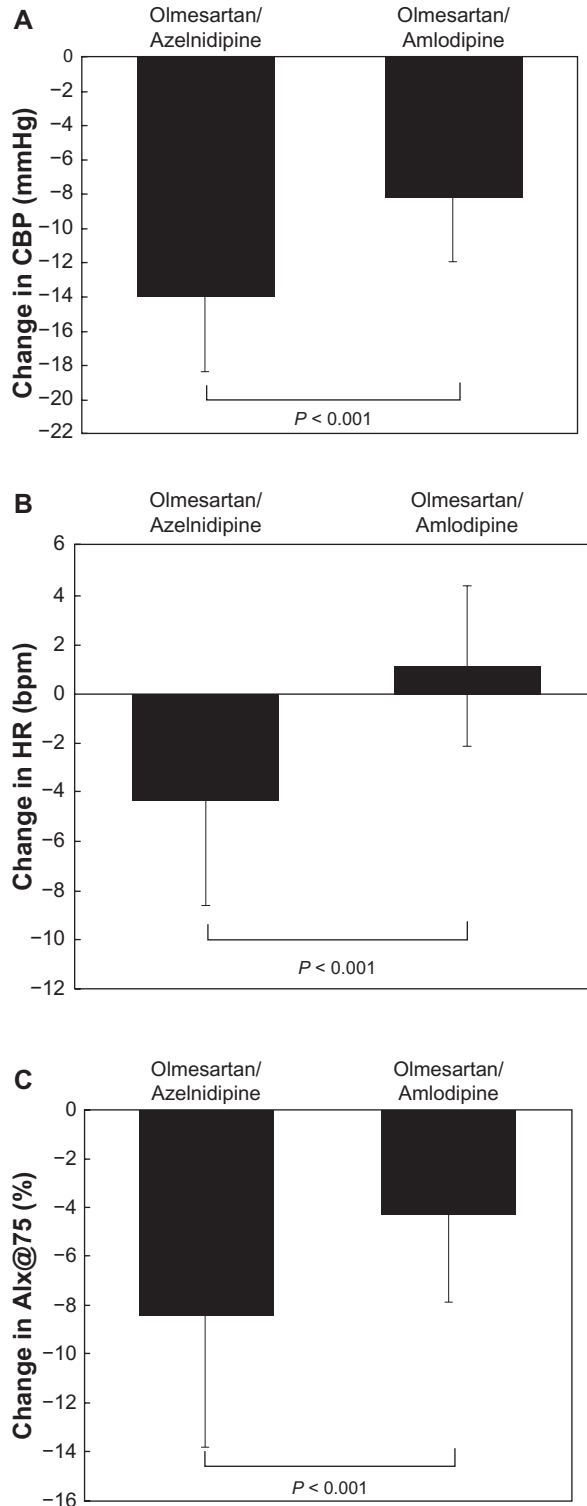 A
Olmesartan/ Olmesartan/
Azelnidipine Amlodipine
Change in CBP (mmHg)
0
−2
−4
−6
−8
−10
−12
−14
−16
−18
−20
−22
P < 0.001
B
Olmesartan/ Olmesartan/
Azelnidipine Amlodipine
Change in HR (bpm)
6
4
2
0
−2
−4
−6
−8
−10
−12
P < 0.001
C
Olmesartan/ Olmesartan/
Azelnidipine Amlodipine
Change in Alx@75 (%)
0
−2
−4
−6
−8
−10
−12
−14
−16
P < 0.001